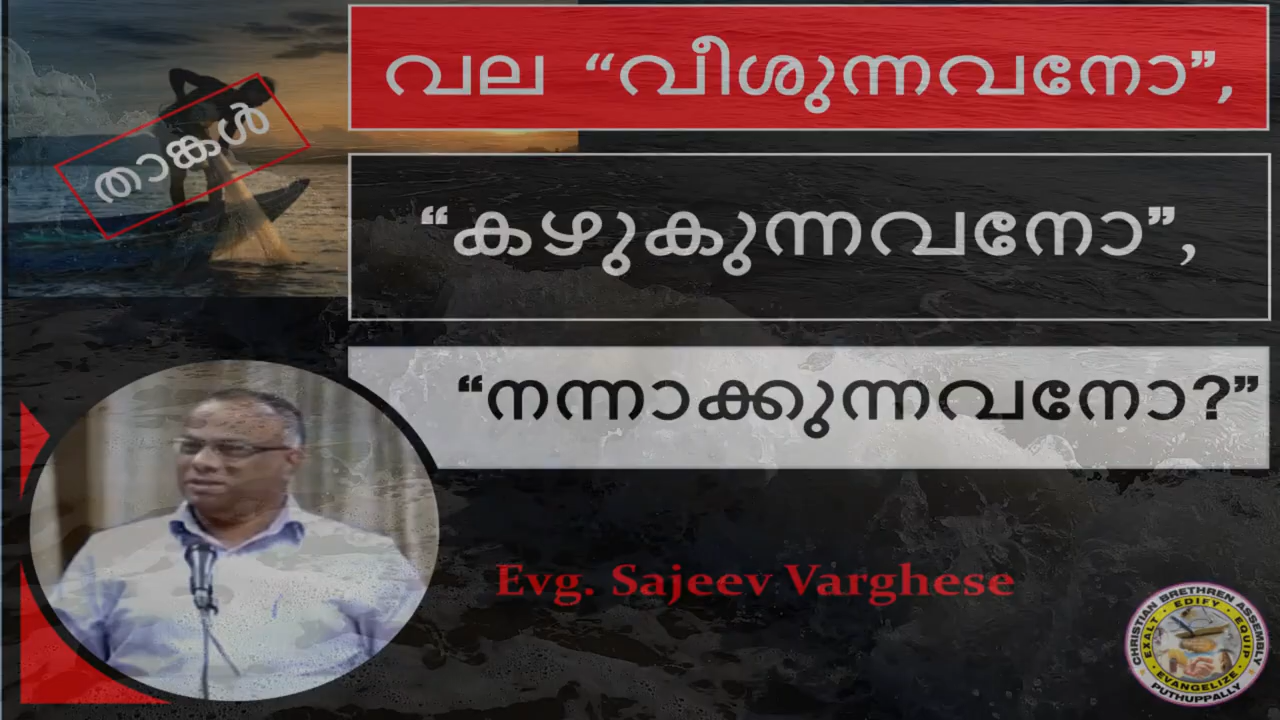 താങ്കൾ
വല “വീശുന്നവനോ”,
“കഴുകുന്നവനോ”,
“നന്നാക്കുന്നവനോ?”
Evg. Sajeev Varghese
CHRISTIAN BRETHREN ASSEMBLY
EXALT · EDIFY · EQUIP
EVANGELIZE
PUTHUPPALLY